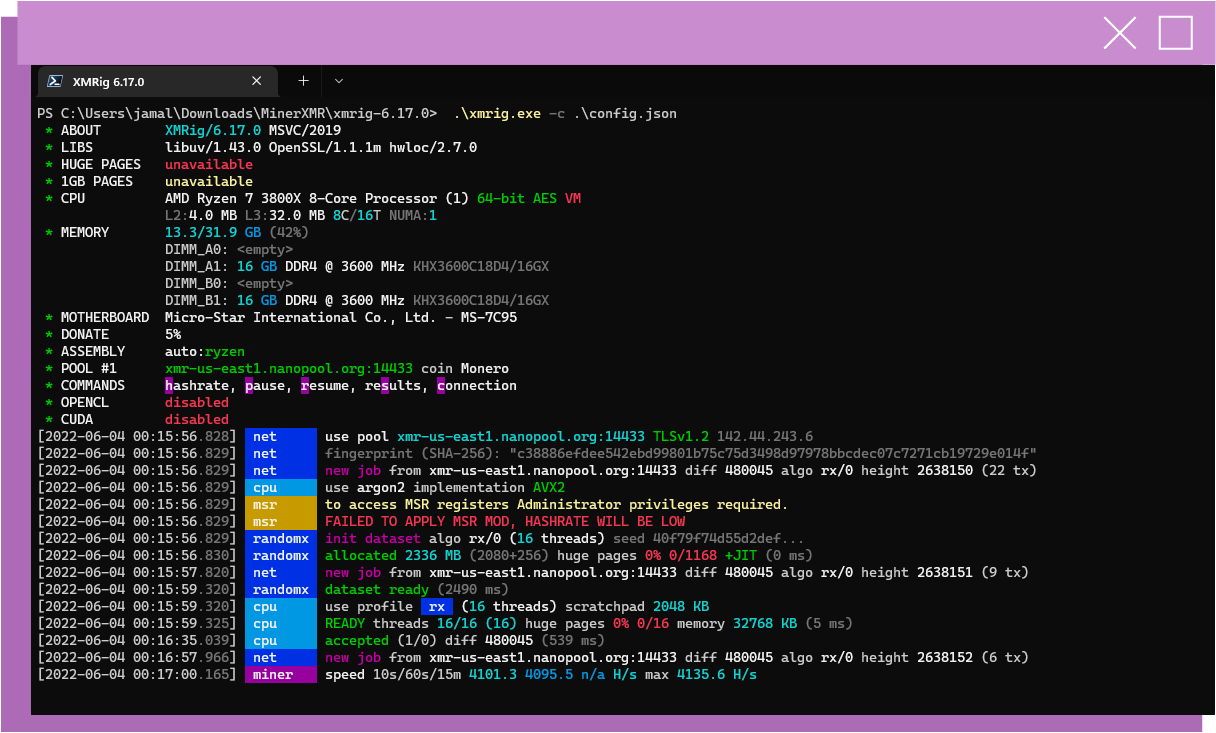 XMRig 6.17.0
PS C:\Users\jamal\Downloads\MinerXMR\xmrig-6.17.0> .\xmrig.exe -c .\config.json
* ABOUT XMRig/6.17.0 MSVC/2019
* LIBS libuv/1.43.0 OpenSSL/1.1.1m hwloc/2.7.0
* HUGE PAGES unavailable
* 1GB PAGES unavailable
* CPU AMD Ryzen 7 3800X 8-Core Processor (1) 64-bit AES VM
L2:4.0 MB L3:32.0 MB 8C/16T NUMA:1
* MEMORY 13.3/31.9 GB (42%)
DIMM_A0: <empty>
DIMM_A1: 16 GB DDR4 @ 3600 MHz KHX3600C18D4/16GX
DIMM_B0: <empty>
DIMM_B1: 16 GB DDR4 @ 3600 MHz KHX3600C18D4/16GX
* MOTHERBOARD Micro-Star International Co., Ltd. - MS-7C95
* DONATE 5%
* ASSEMBLY auto:ryzen
* POOL #1 xmr-us-east1.nanopool.org:14433 coin Monero
* COMMANDS hashrate, pause, resume, results, connection
* OPENCL disabled
* CUDA disabled
[2022-06-04 00:15:56.828] net use pool xmr-us-east1.nanopool.org:14433 TLSv1.2 142.44.243.6
[2022-06-04 00:15:56.829] net fingerprint (SHA-256): "c38886efdee542ebd99801b75c75d3498d97978bbcdec07c7271cb19729e014f"
[2022-06-04 00:15:56.829] net new job from xmr-us-east1.nanopool.org:14433 diff 480045 algo rx/0 height 2638150 (22 tx)
[2022-06-04 00:15:56.829] cpu use argon2 implementation AVX2
[2022-06-04 00:15:56.829] msr to access MSR registers Administrator privileges required.
[2022-06-04 00:15:56.829] msr FAILED TO APPLY MSR MOD, HASHRATE WILL BE LOW
[2022-06-04 00:15:56.829] randomx init dataset algo rx/0 (16 threads) seed 40f79f74d55d2def...
[2022-06-04 00:15:56.830] randomx allocated 2336 MB (2080+256) huge pages 0% 0/1168 +JIT (0 ms)
[2022-06-04 00:15:57.820] net new job from xmr-us-east1.nanopool.org:14433 diff 480045 algo rx/0 height 2638151 (9 tx)
[2022-06-04 00:15:59.320] randomx dataset ready (2490 ms)
[2022-06-04 00:15:59.320] cpu use profile rx (16 threads) scratchpad 2048 KB
[2022-06-04 00:15:59.325] cpu READY threads 16/16 (16) huge pages 0% 0/16 memory 32768 KB (5 ms)
[2022-06-04 00:16:35.039] cpu accepted (1/0) diff 480045 (539 ms)
[2022-06-04 00:16:57.966] net new job from xmr-us-east1.nanopool.org:14433 diff 480045 algo rx/0 height 2638152 (6 tx)
[2022-06-04 00:17:00.165] miner speed 10s/60s/15m 4101.3 4095.5 n/a H/s max 4135.6 H/s